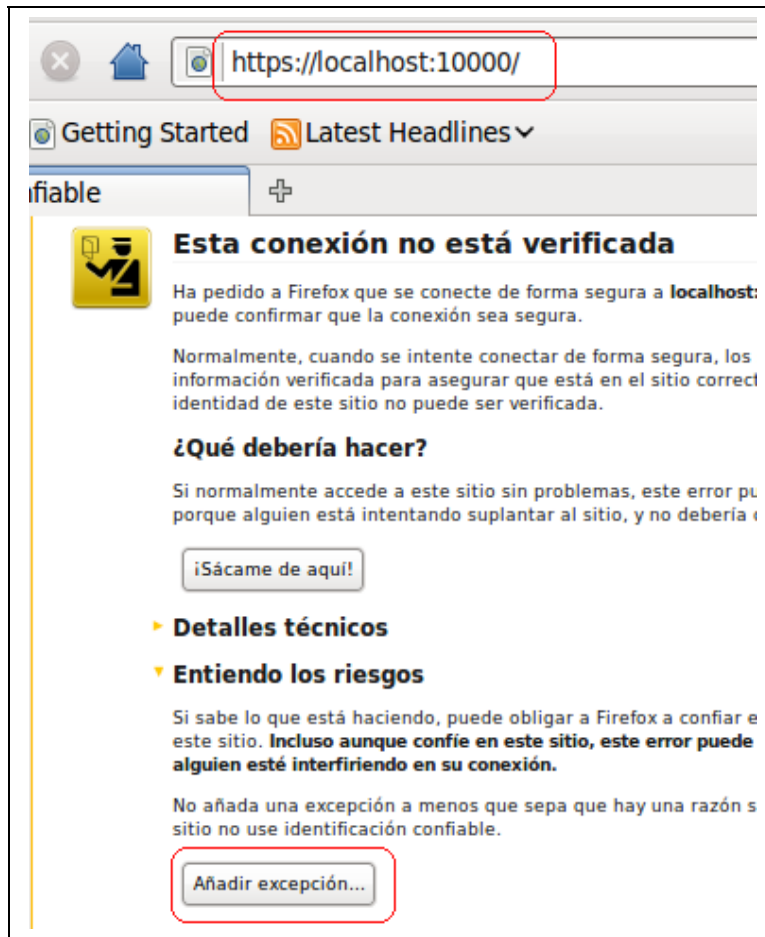 https://localhost:10000/
Getting Started Latest Headlines
nfiable
Esta conexión no está verificada
Ha pedido a Firefox que se conecte de forma segura a localhost:
puede confirmar que la conexión sea segura.
Normalmente, cuando se intente conectar de forma segura, los
información verificada para asegurar que está en el sitio correct
identidad de este sitio no puede ser verificada.
¿Qué debería hacer?
Si normalmente accede a este sitio sin problemas, este error pu
porque alguien está intentando suplantar al sitio, y no debería
¡Sácame de aquí!
Detalles técnicos
Entiendo los riesgos
Si sabe lo que está haciendo, puede obligar a Firefox a confiar e
este sitio. Incluso aunque confíe en este sitio, este error puede
alguien esté interfiriendo en su conexión.
No añada una excepción a menos que sepa que hay una razón s
sitio no use identificación confiable.
Añadir excepción...